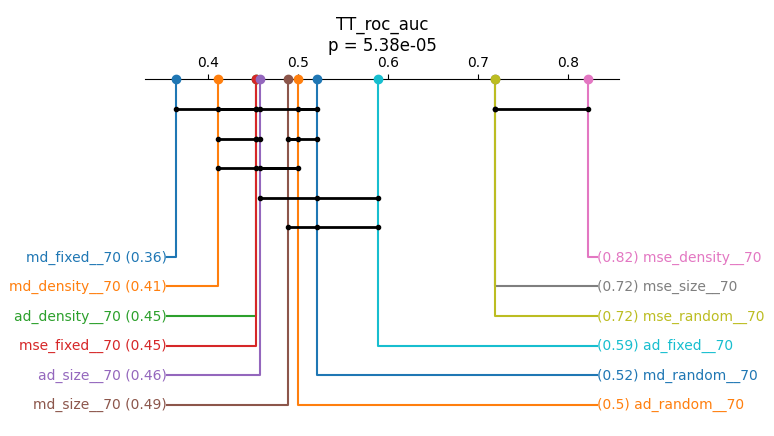 TT_roc_auc
p = 5.38e-05
0.4 0.5 0.6 0.7 0.8
md_fixed__70 (0.36) (0.82) mse_density__70
md_density__70 (0.41) (0.72) mse_size__70
ad_density__70 (0.45) (0.72) mse_random__70
mse_fixed__70 (0.45) (0.59) ad_fixed__70
ad_size__70 (0.46) (0.52) md_random__70
md_size__70 (0.49) (0.5) ad_random__70